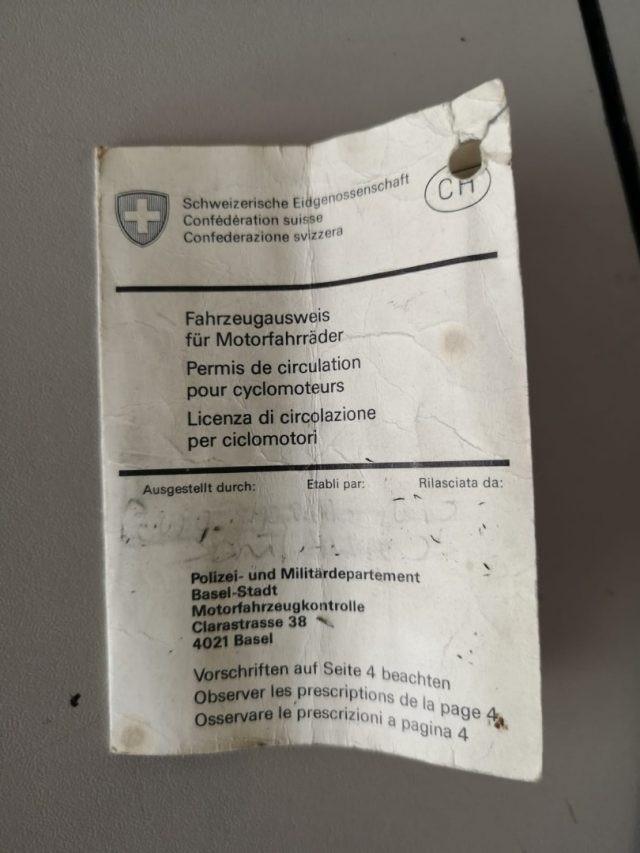 CH
Schweizerische Eidgenossenschaft
Confédération suisse
Confederazione svizzera
Fahrzeugausweis
für Motorfahrräder
Permis de circulation
pour cyclomoteurs
Licenza di circolazione
per ciclomotori
Ausgestellt durch: Etabli par: Rilasciata da:
Polizei- und Militärdepartement
Basel-Stadt
Motorfahrzeugkontrolle
Clarastrasse 38
4021 Basel
Vorschriften auf Seite 4 beachten
Observer les prescriptions de la page 4
Osservare le prescrizioni a pagina 4